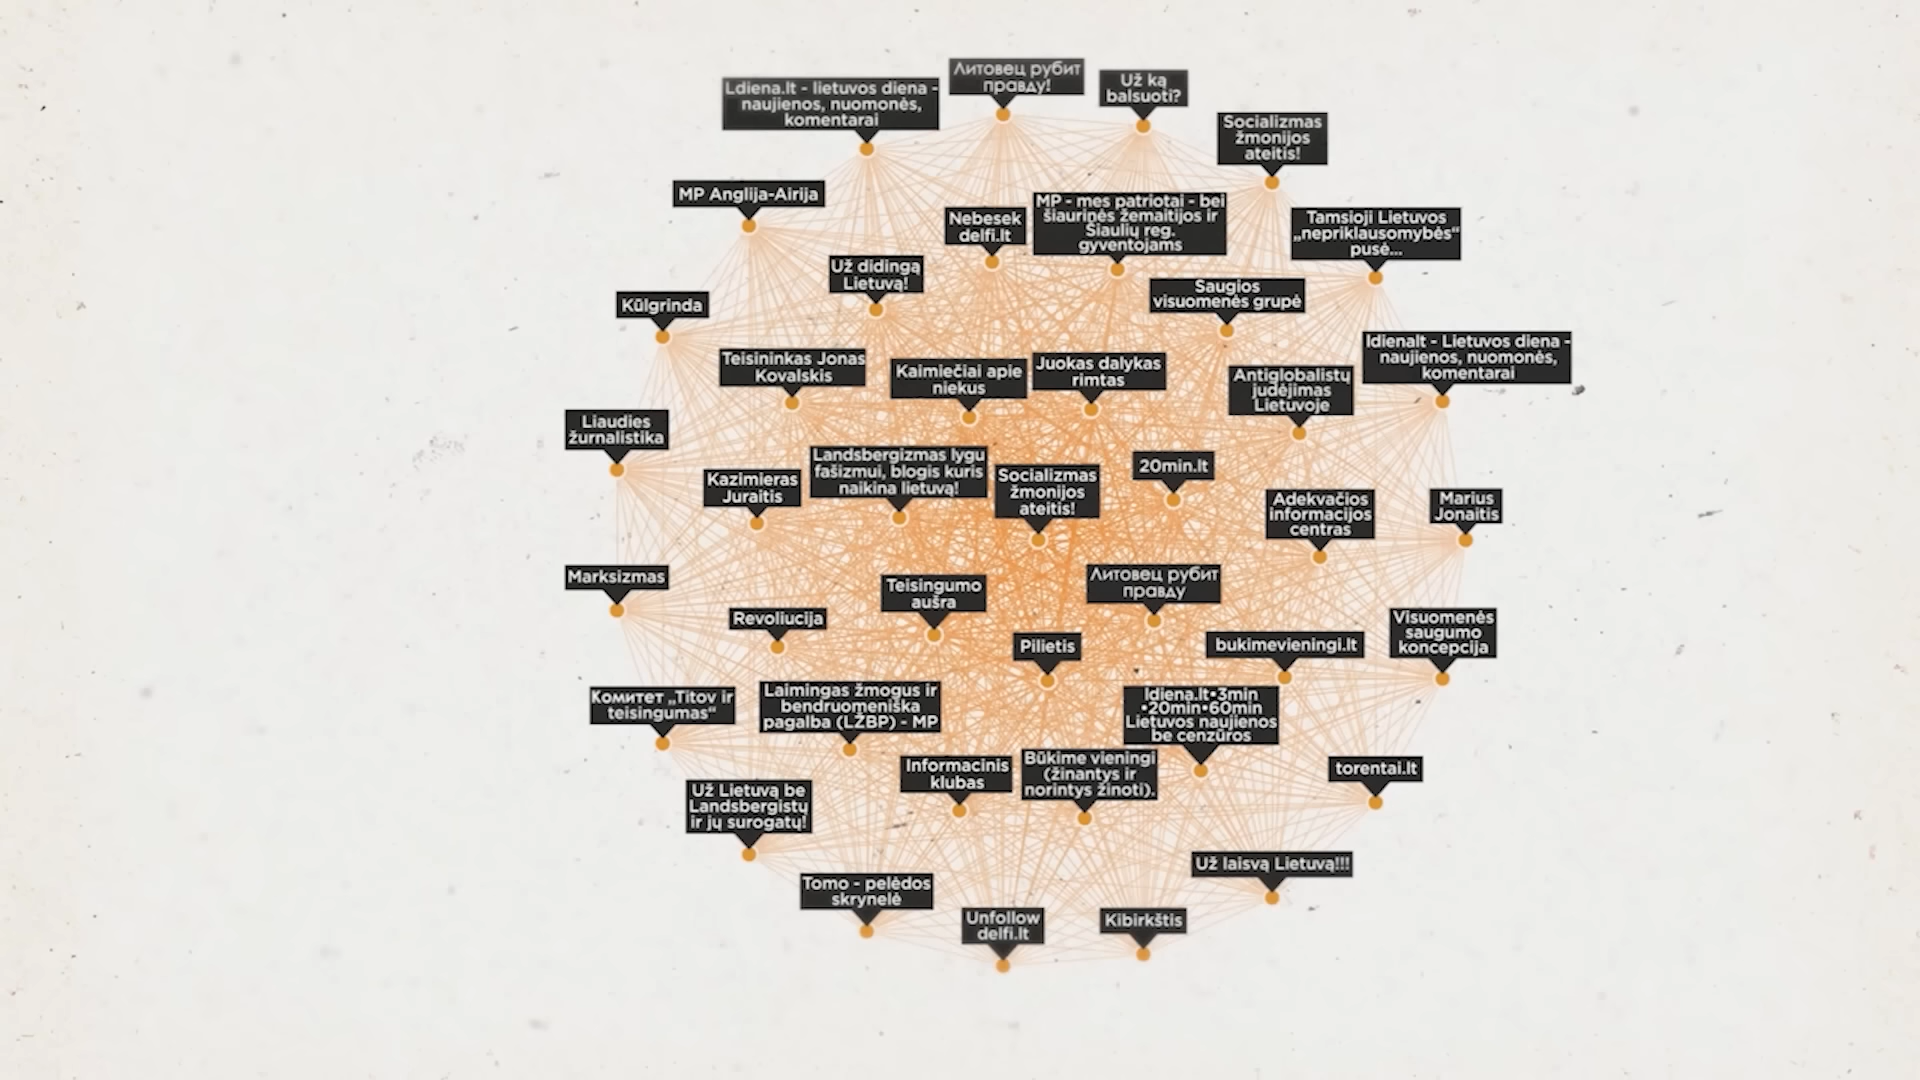 Литовец рубит
правду!
Už ką
balsuoti?
Ldiena.lt - lietuvos diena -
naujienos, nuomonės,
komentarai
Socializmas
žmonijos
ateitis!
MP Anglija-Airija
MP - mes patriotai - bei
šiaurinės žemaitijos ir
Šiaulių reg.
gyventojams
Nebesek
delfi.lt
Tamsioji Lietuvos
„nepriklausomybės“
pusė...
Už didingą
Lietuvą!
Saugios
visuomenės grupė
Kūlgrinda
Idienalt - Lietuvos diena -
naujienos, nuomonės,
komentarai
Teisininkas Jonas
Kovalskis
Kaimiečiai apie
niekus
Juokas dalykas
rimtas
Antiglobalistų
judėjimas
Lietuvoje
Liaudies
žurnalistika
Landsbergizmas lygu
fašizmui, blogis kuris
naikina lietuvą!
20min.lt
Kazimieras
Juraitis
Socializmas
žmonijos
ateitis!
Adekvačios
informacijos
centras
Marius
Jonaitis
Marksizmas
Teisingumo
aušra
Литовец рубит
правду
Revoliucija
Pilietis
bukimevieningi.lt
Visuomenės
saugumo
koncepcija
Комитет „Titov ir
teisingumas“
Laimingas žmogus ir
bendruomeniška
pagalba (LŽBP) - MP
Idiena.lt•3min
•20min•60min
Lietuvos naujienos
be cenzūros
Informacinis
klubas
Būkime vieningi
(žinantys ir
norintys žinoti).
torentai.lt
Už Lietuvą be
Landsbergistų
ir jų surogatų!
Už laisvą Lietuvą!!!
Tomo - pelėdos
skrynelė
Unfollow
delfi.lt
Kibirkštis